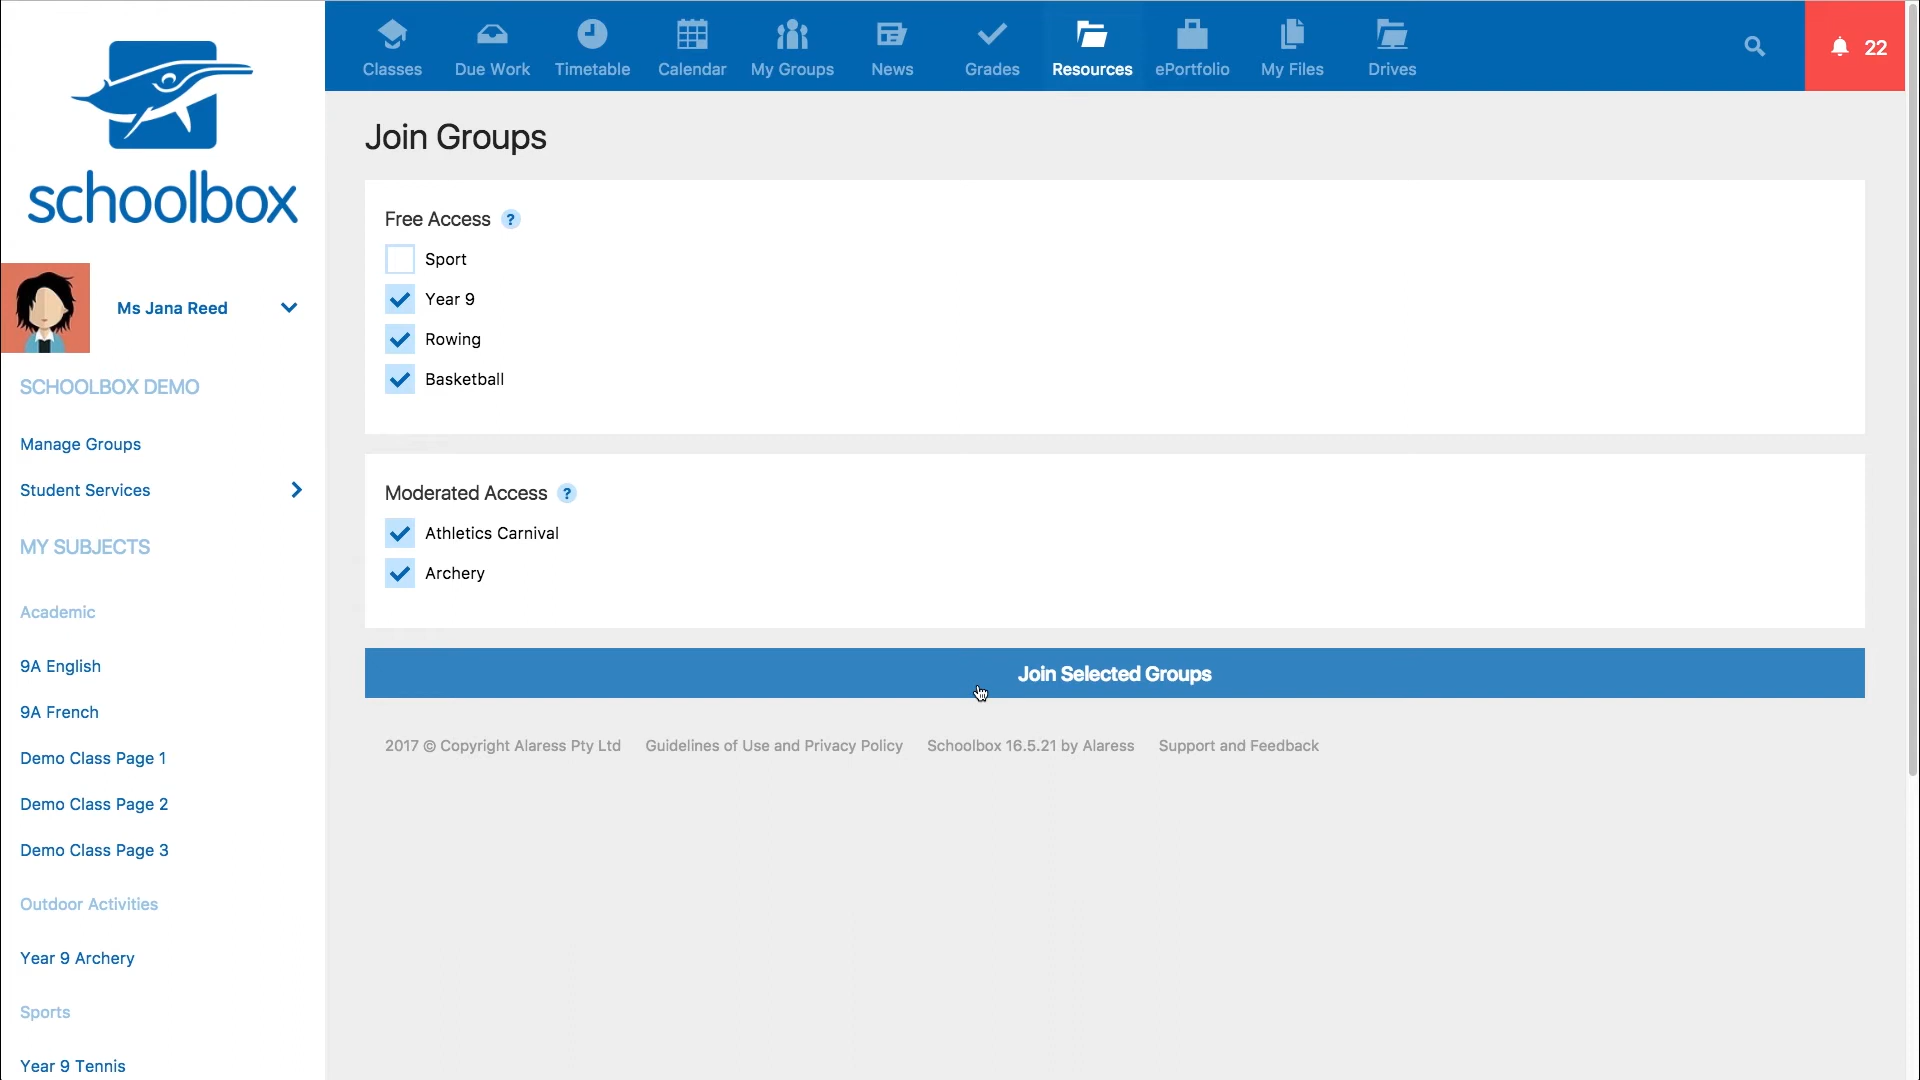 schoolbox
Classes
Due Work
Timetable
Calendar
My Groups
News
Grades
Resources
ePortfolio
My Files
Drives
22
Ms Jana Reed
SCHOOLBOX DEMO
Manage Groups
Student Services
MY SUBJECTS
Academic
9A English
9A French
Demo Class Page 1
Demo Class Page 2
Demo Class Page 3
Outdoor Activities
Year 9 Archery
Sports
Year 9 Tennis
Join Groups
Free Access ?
Sport
Year 9
Rowing
Basketball
Moderated Access ?
Athletics Carnival
Archery
Join Selected Groups
2017 © Copyright Alaress Pty Ltd Guidelines of Use and Privacy Policy Schoolbox 16.5.21 by Alaress Support and Feedback